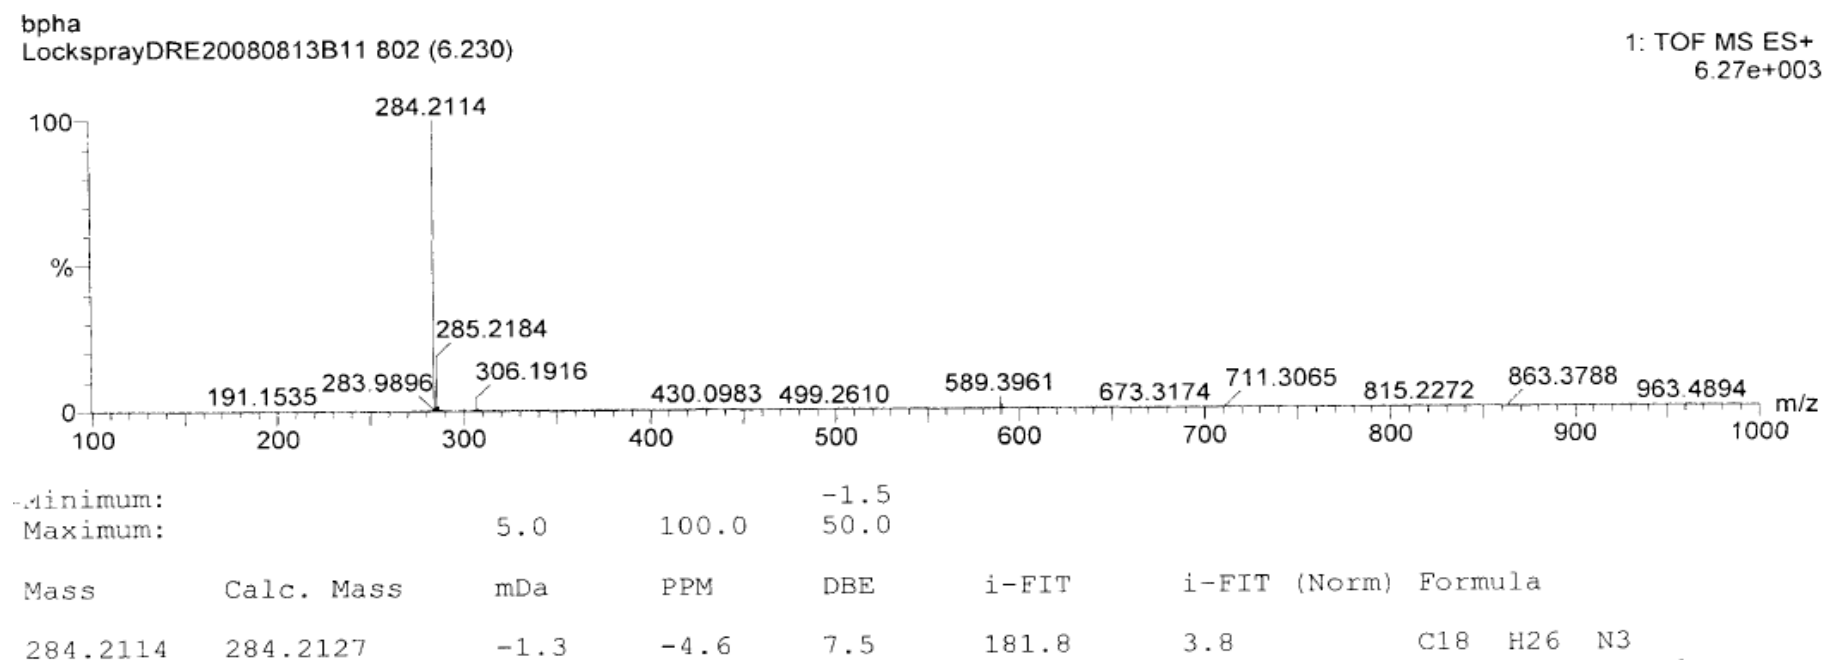 bpha
LocksprayDRE20080813B11 802 (6.230)
1: TOF MS ES+
6.27e+003
284.2114
100
%
285.2184
306.1916
191.1535
283.9896
430.0983
499.2610
589.3961
673.3174
711.3065
815.2272
863.3788
963.4894
0
m/z
100 200 300 400 500 600 700 800 900 1000
Minimum: -1.5
Maximum: 5.0 100.0 50.0
Mass Calc. Mass mDa PPM DBE i-FIT i-FIT (Norm) Formula
284.2114 284.2127 -1.3 -4.6 7.5 181.8 3.8 C18 H26 N3